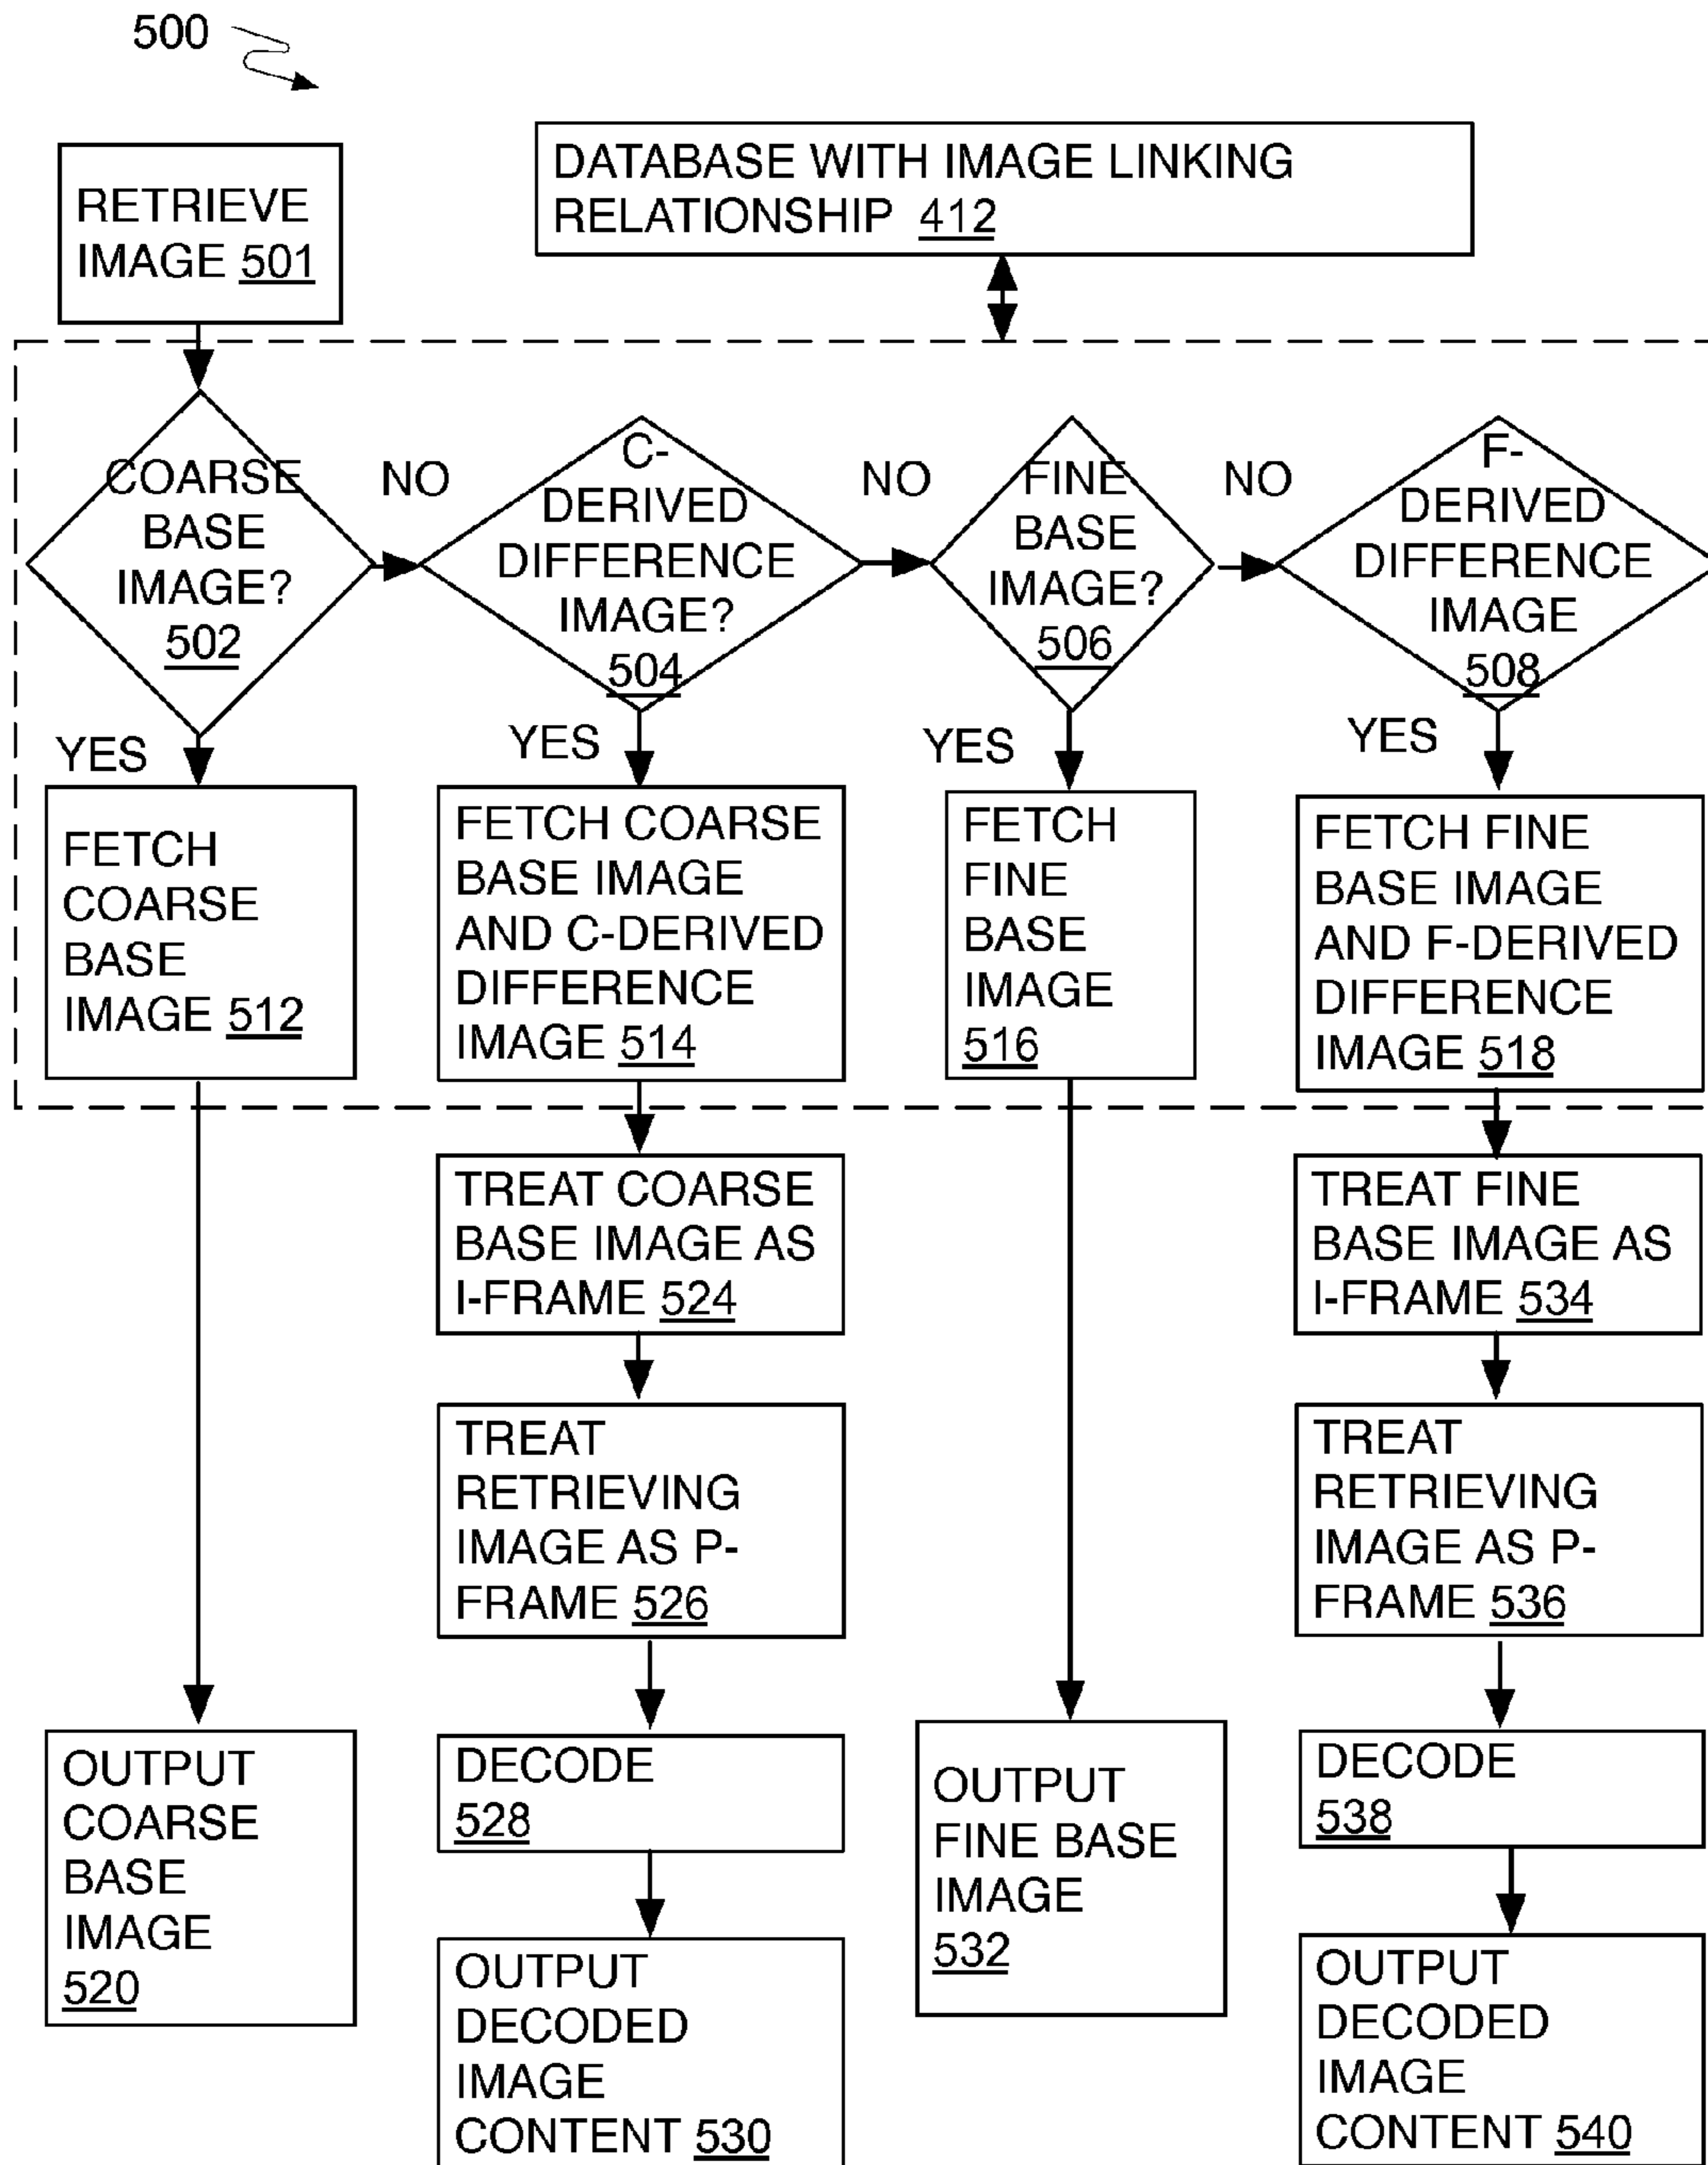 500
RETRIEVE
IMAGE 501
DATABASE WITH IMAGE LINKING
RELATIONSHIP 412
COARSE
BASE
IMAGE?
502
NO
C-
DERIVED
DIFFERENCE
IMAGE?
504
NO
FINE
BASE
IMAGE?
506
NO
F-
DERIVED
DIFFERENCE
IMAGE
508
YES
YES
YES
YES
FETCH
COARSE
BASE
IMAGE 512
FETCH COARSE
BASE IMAGE
AND C-DERIVED
DIFFERENCE
IMAGE 514
FETCH
FINE
BASE
IMAGE
516
FETCH FINE
BASE IMAGE
AND F-DERIVED
DIFFERENCE
IMAGE 518
TREAT COARSE
BASE IMAGE AS
I-FRAME 524
TREAT FINE
BASE IMAGE AS
I-FRAME 534
TREAT
RETRIEVING
IMAGE AS P-
FRAME 526
TREAT
RETRIEVING
IMAGE AS P-
FRAME 536
OUTPUT
COARSE
BASE
IMAGE
520
DECODE
528
OUTPUT
FINE BASE
IMAGE
532
DECODE
538
OUTPUT
DECODED
IMAGE
CONTENT 530
OUTPUT
DECODED
IMAGE
CONTENT 540